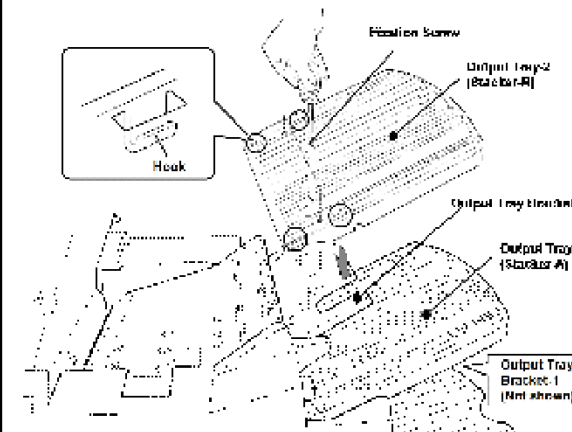 Fixation Screw
Output Tray-2
(Stacker-B)
Hook
Output Tray Bracket
Output Tray
(Stacker-A)
Output Tray
Bracket-1
(Not shown)